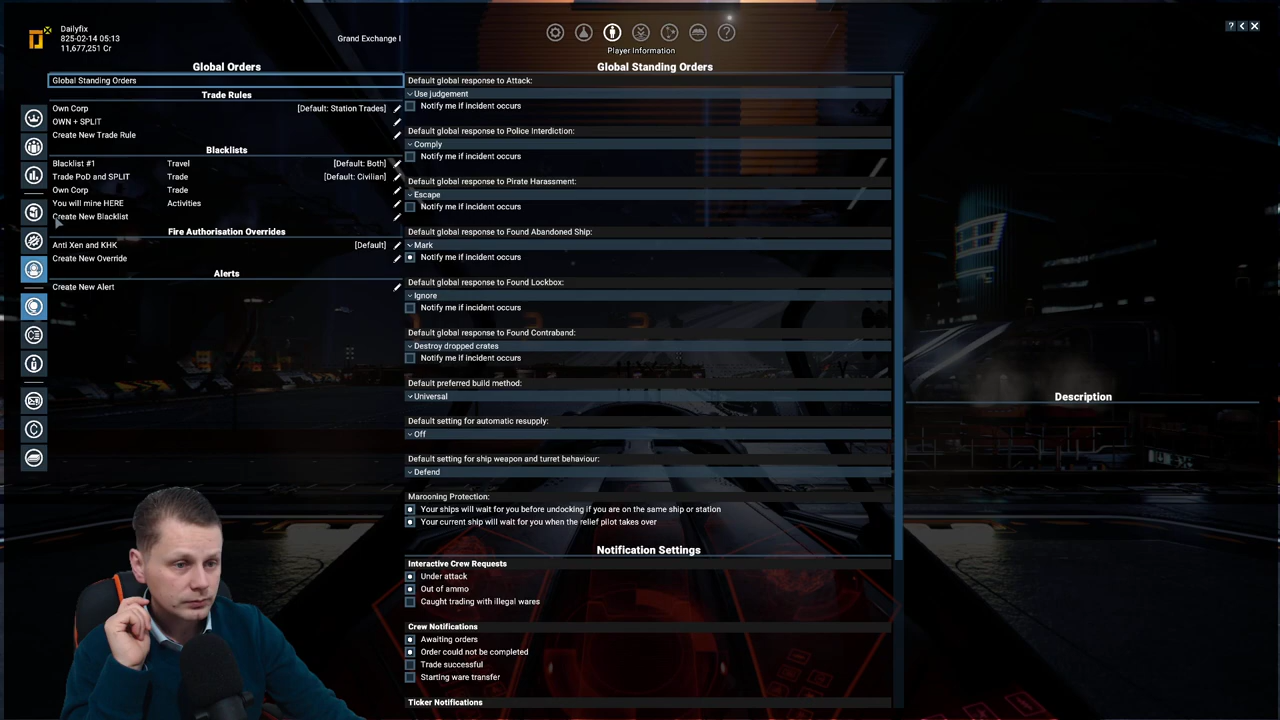 Dailyfix
825-02-14 05:13
11,677,251 Cr
Grand Exchange I
Player Information
? < X
Global Orders
Global Standing Orders
Trade Rules
Own Corp [Default: Station Trades]
OWN + SPLIT
Create New Trade Rule
Blacklists
Blacklist #1 Travel [Default: Both]
Trade PoD and SPLIT Trade [Default: Civilian]
Own Corp Trade
You will mine HERE Activities
Create New Blacklist
Fire Authorisation Overrides
Anti Xen and KHK [Default]
Create New Override
Alerts
Create New Alert
Global Standing Orders
Default global response to Attack:
Use judgement
Notify me if incident occurs
Default global response to Police Interdiction:
Comply
Notify me if incident occurs
Default global response to Pirate Harassment:
Escape
Notify me if incident occurs
Default global response to Found Abandoned Ship:
Mark
Notify me if incident occurs
Default global response to Found Lockbox:
Ignore
Notify me if incident occurs
Default global response to Found Contraband:
Destroy dropped crates
Notify me if incident occurs
Default preferred build method:
Universal
Default setting for automatic resupply:
Off
Default setting for ship weapon and turret behaviour:
Defend
Marooning Protection:
Your ships will wait for you before undocking if you are on the same ship or station
Your current ship will wait for you when the relief pilot takes over
Notification Settings
Interactive Crew Requests
Under attack
Out of ammo
Caught trading with illegal wares
Crew Notifications
Awaiting orders
Order could not be completed
Trade successful
Starting ware transfer
Ticker Notifications
Description